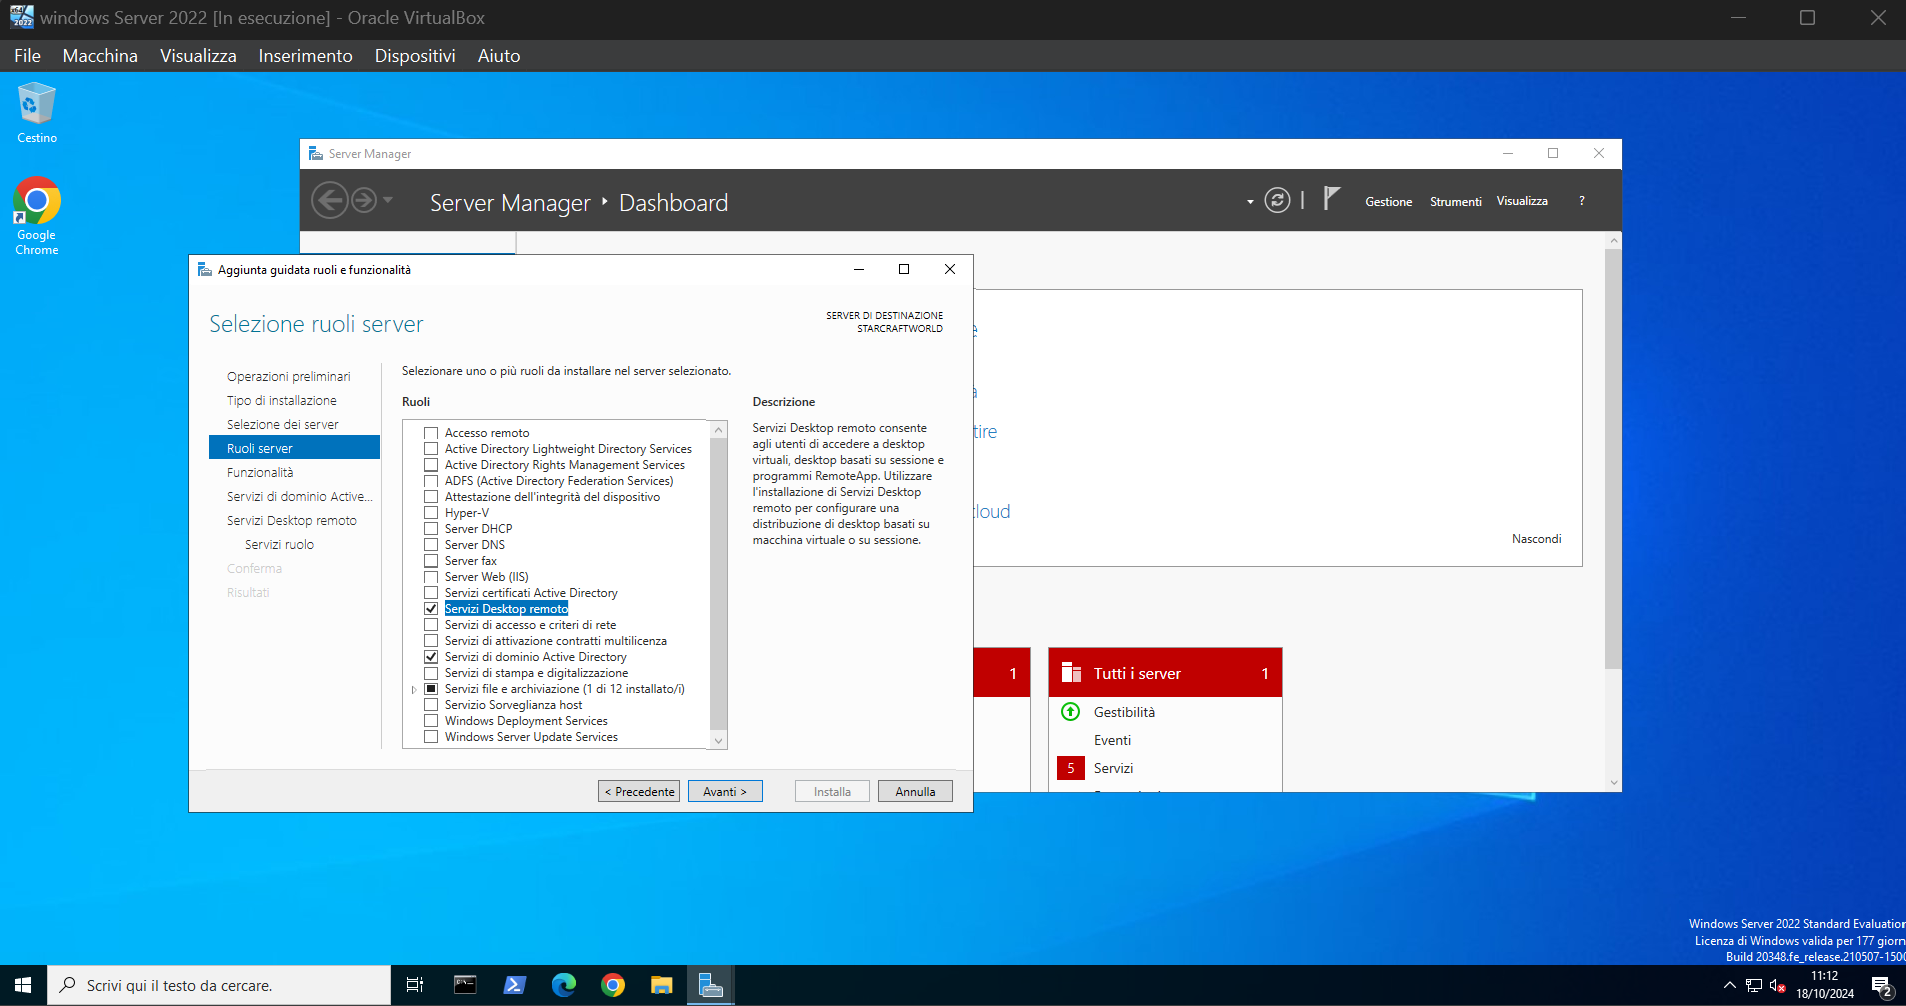 windows Server 2022 [In esecuzione] - Oracle VirtualBox
File Macchina Visualizza Inserimento Dispositivi Aiuto
Cestino
Google
Chrome
Server Manager
Server Manager Dashboard
Gestione Strumenti Visualizza ?
Aggiunta guidata ruoli e funzionalità
Selezione ruoli server
SERVER DI DESTINAZIONE
STARCRAFTWORLD
Operazioni preliminari
Tipo di installazione
Selezione dei server
Ruoli server
Funzionalità
Servizi di dominio Active...
Servizi Desktop remoto
Servizi ruolo
Conferma
Risultati
Selezionare uno o più ruoli da installare nel server selezionato.
Ruoli
Accesso remoto
Active Directory Lightweight Directory Services
Active Directory Rights Management Services
ADFS (Active Directory Federation Services)
Attestazione dell'integrità del dispositivo
Hyper-V
Server DHCP
Server DNS
Server fax
Server Web (IIS)
Servizi certificati Active Directory
Servizi Desktop remoto
Servizi di accesso e criteri di rete
Servizi di attivazione contratti multilicenza
Servizi di dominio Active Directory
Servizi di stampa e digitalizzazione
Servizi file e archiviazione (1 di 12 installato/i)
Servizio Sorveglianza host
Windows Deployment Services
Windows Server Update Services
Descrizione
Servizi Desktop remoto consente
agli utenti di accedere a desktop
virtuali, desktop basati su sessione e
programmi RemoteApp. Utilizzare
l'installazione di Servizi Desktop
remoto per configurare una
distribuzione di desktop basati su
macchina virtuale o su sessione.
< Precedente Avanti > Installa Annulla
tire
cloud
Nascondi
1
Tutti i server 1
Gestibilità
Eventi
5 Servizi
Windows Server 2022 Standard Evaluation
Licenza di Windows valida per 177 giorn
Build 20348.fe_release.210507-1500
Scrivi qui il testo da cercare.
11:12
18/10/2024
2